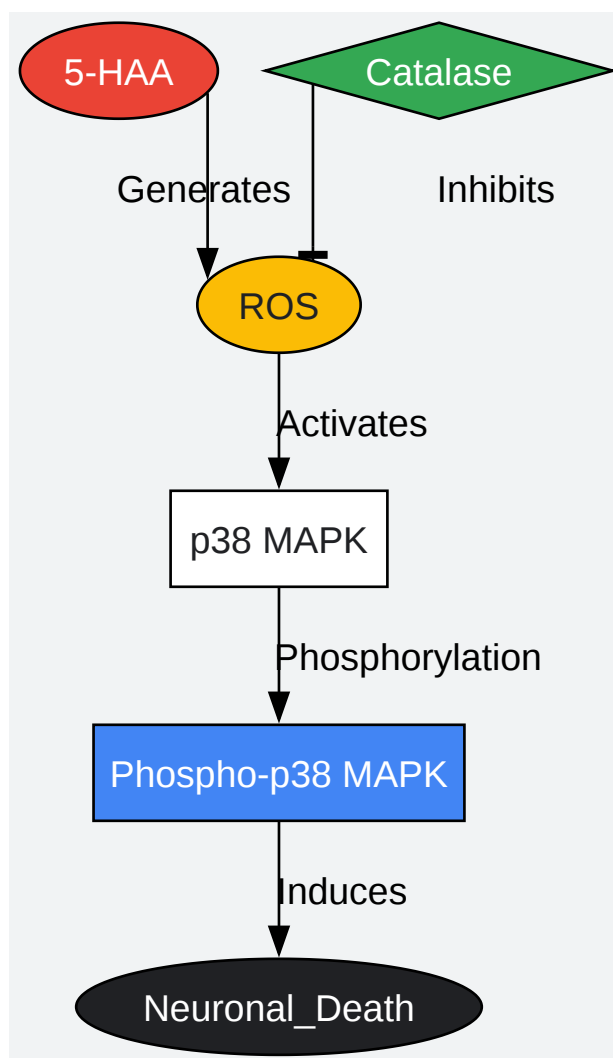 5-HAA
Catalase
Generates
Inhibits
ROS
Activates
p38 MAPK
Phosphorylation
Phospho-p38 MAPK
Induces
Neuronal_Death